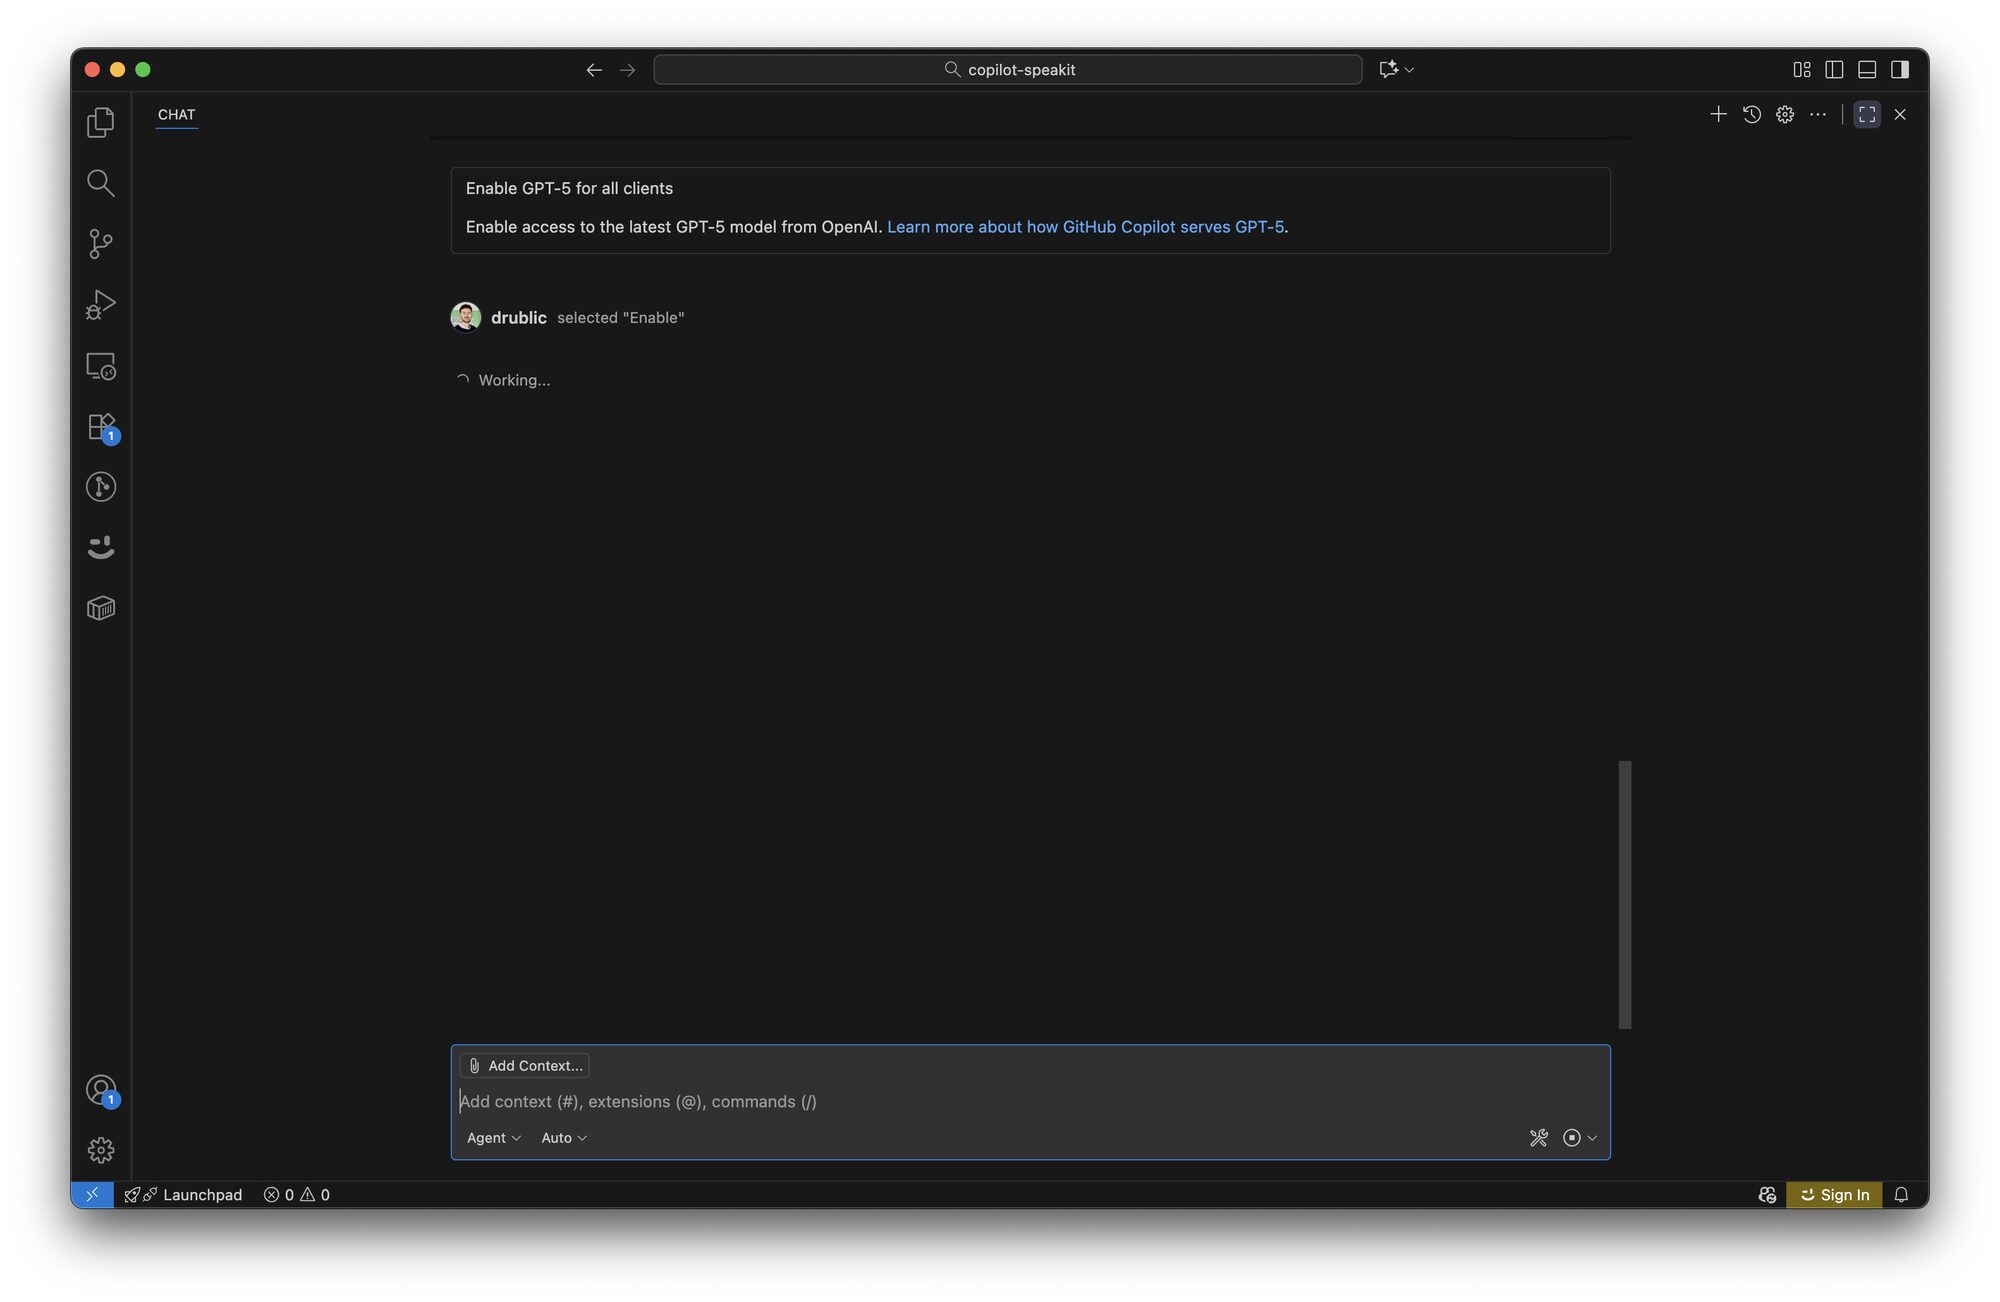 copilot-speakit
CHAT
Enable GPT-5 for all clients
Enable access to the latest GPT-5 model from OpenAI. Learn more about how GitHub Copilot serves GPT-5.
drublic selected "Enable"
Working...
1
Add Context...
Add context (#), extensions (@), commands (/)
1
Agent Auto
Launchpad 0 0 Sign In